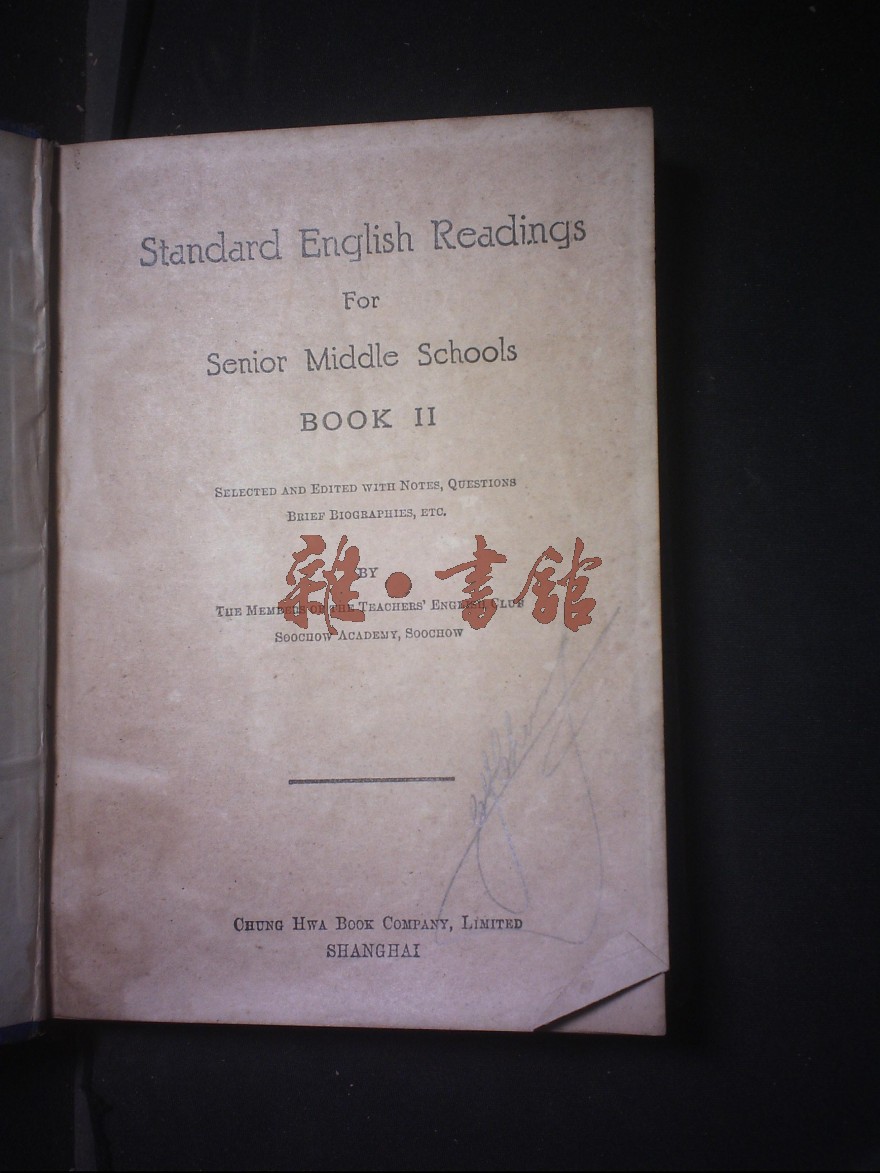 Standard English Readings
For
Senior Middle Schools
BOOK II
SELECTED AND EDITED WITH NOTES, QUESTIONS
BRIEF BIOGRAPHIES, ETC.
BY
雜·書館
THE MEMBERS OF THE TEACHERS' ENGLISH CLUB
SOOCHOW ACADEMY, SOOCHOW
CHUNG HWA BOOK COMPANY, LIMITED
SHANGHAI